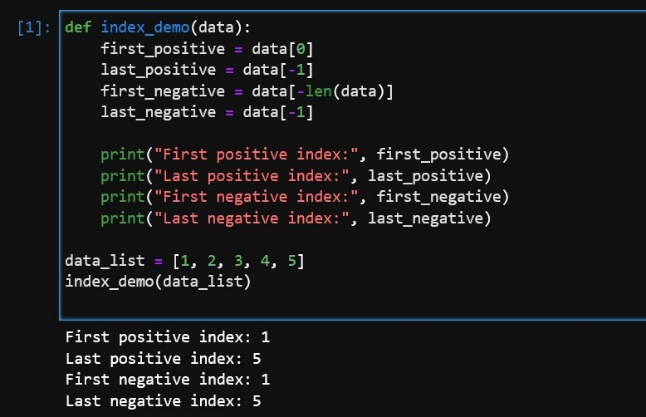 [1]: def index_demo(data):
    first_positive = data[0]
    last_positive = data[-1]
    first_negative = data[-len(data)]
    last_negative = data[-1]

    print("First positive index:", first_positive)
    print("Last positive index:", last_positive)
    print("First negative index:", first_negative)
    print("Last negative index:", last_negative)

data_list = [1, 2, 3, 4, 5]
index_demo(data_list)

First positive index: 1
Last positive index: 5
First negative index: 1
Last negative index: 5